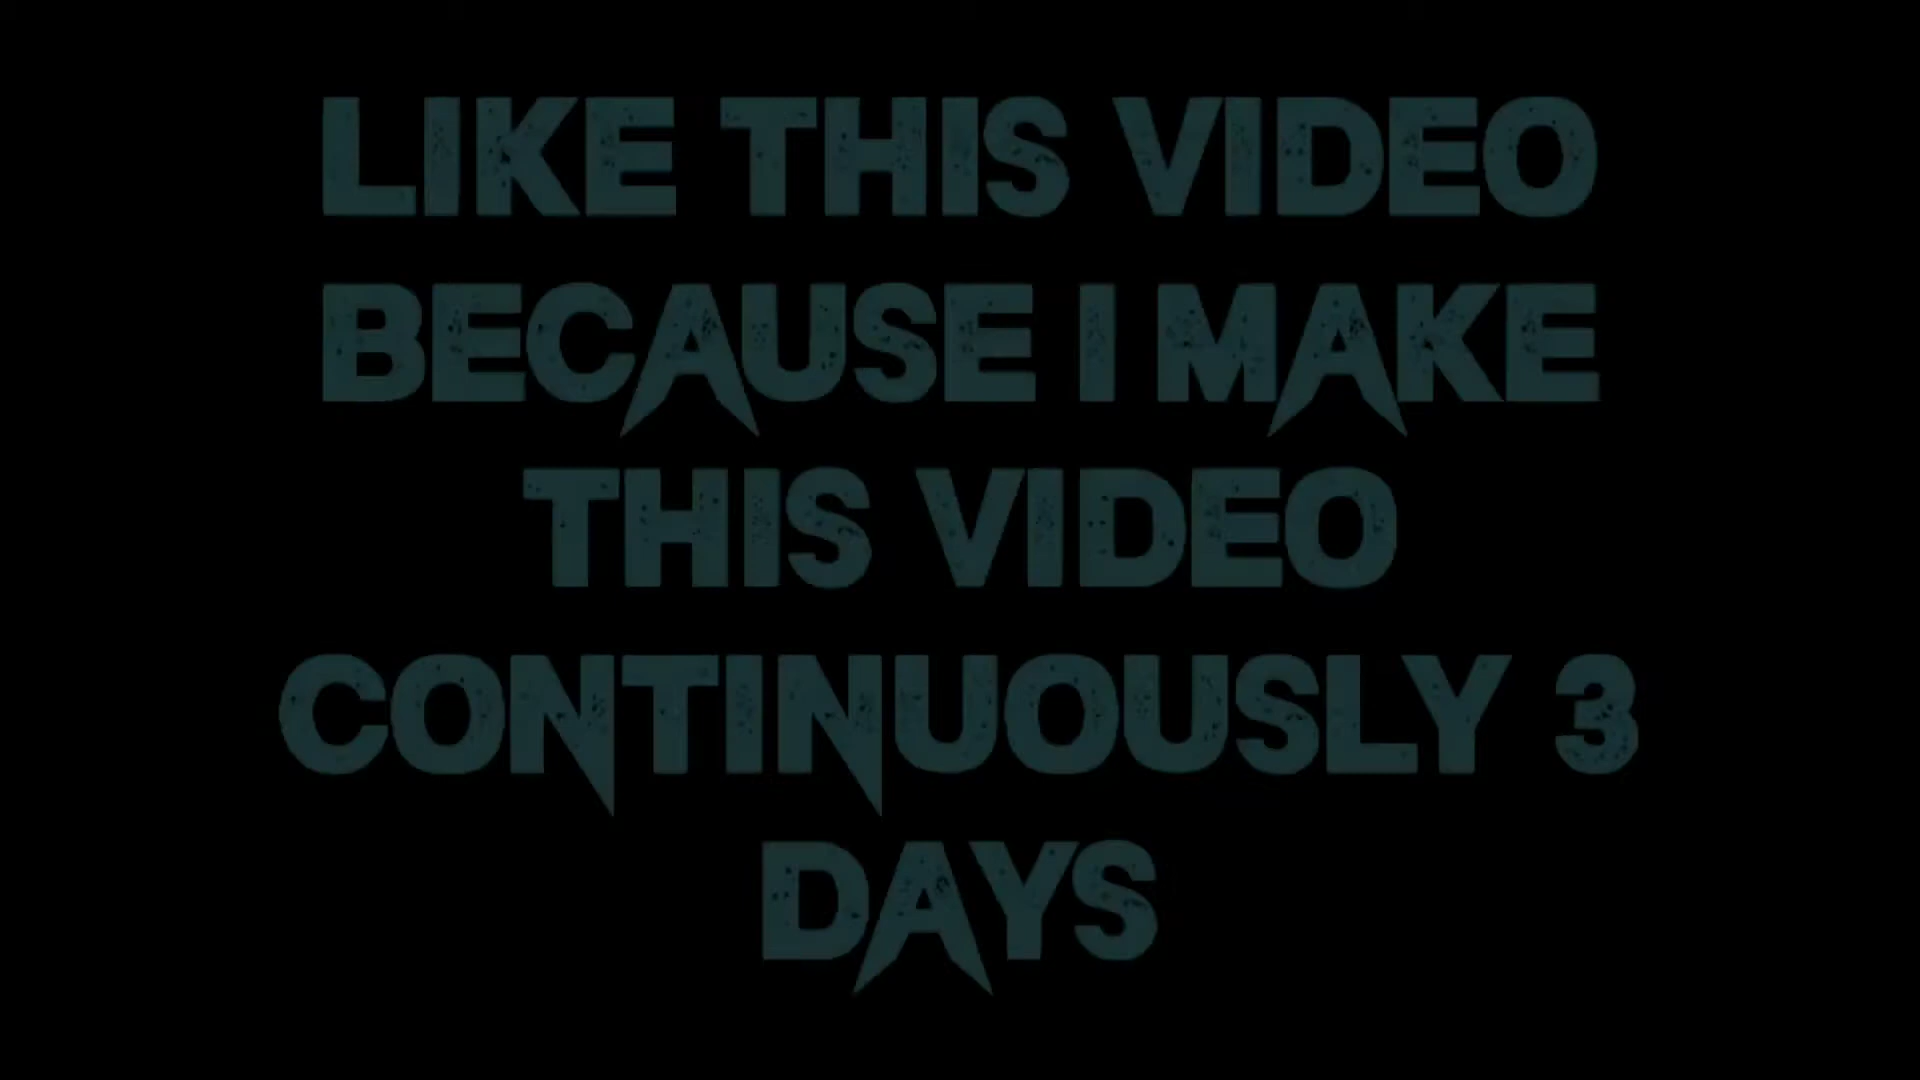 LIKE THIS VIDEO
BECAUSE I MAKE
THIS VIDEO
CONTINUOUSLY 3
DAYS